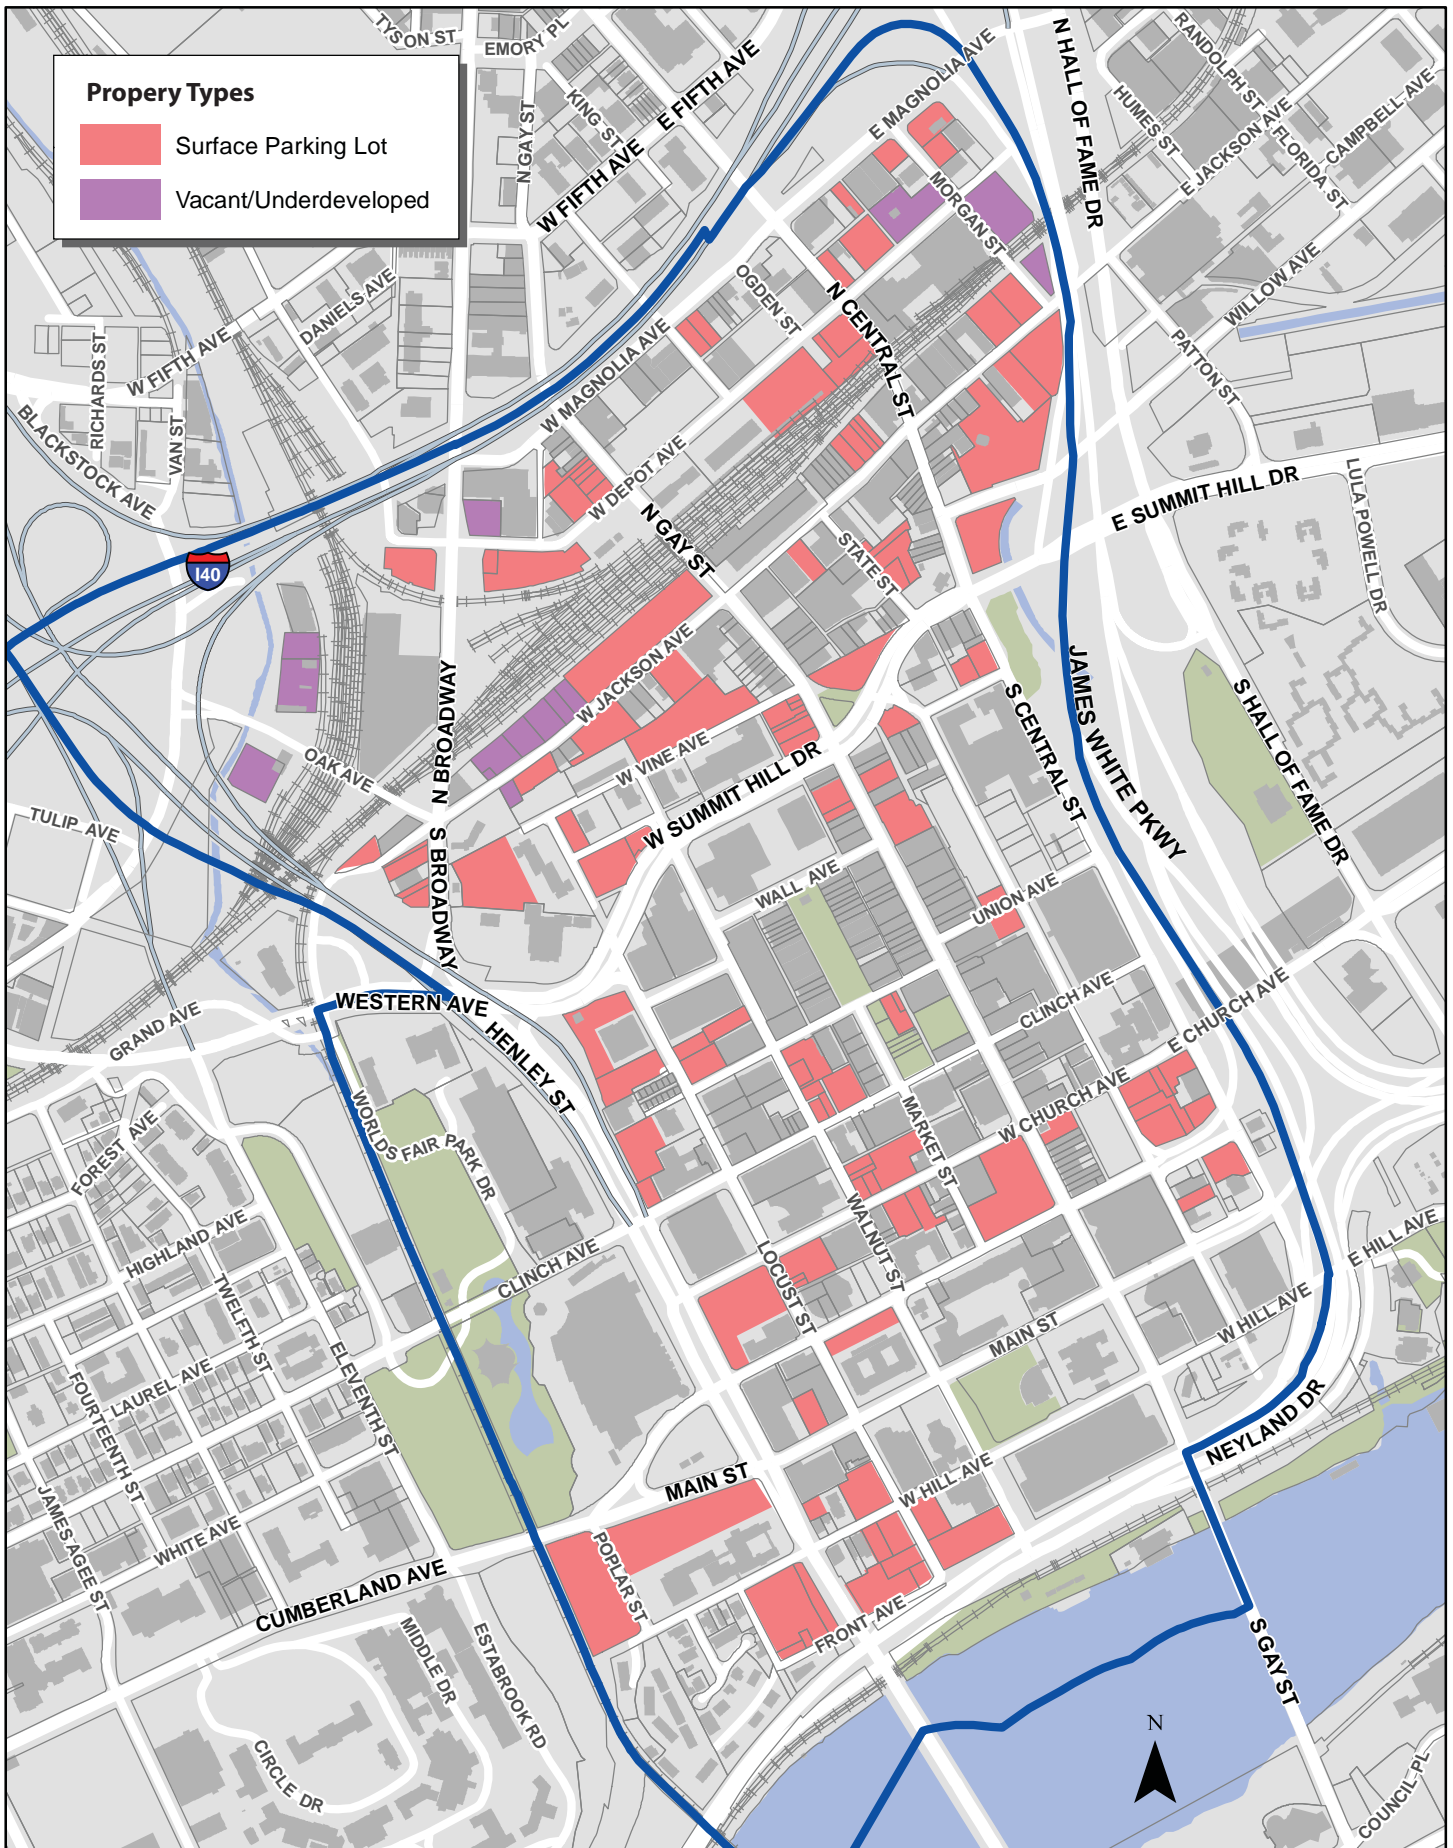 TYSON ST
EMORY PL
N HALL OF FAME DR
RANDOLPH ST
Propery Types
Surface Parking Lot
Vacant/Underdeveloped
E FIFTH AVE
E MAGNOLIA AVE
KING ST
N GAY ST
HUMES ST
CAMPBELL AVE
E JACKSON AVE
FLORIDA ST
W FIFTH AVE
MORGAN ST
WILLOW AVE
OGDEN ST
N CENTRAL ST
DANIELS AVE
W FIFTH AVE
RICHARDS ST
W MAGNOLIA AVE
PATTON ST
BLACKSTOCK AVE
VAN ST
W DEPOT AVE
N GAY ST
STATE ST
E SUMMIT HILL DR
LULA POWELL DR
I40
N BROADWAY
W JACKSON AVE
JAMES WHITE PKWY
S HALL OF FAME DR
S CENTRAL ST
OAK AVE
W VINE AVE
W SUMMIT HILL DR
TULIP AVE
S BROADWAY
WALL AVE
UNION AVE
WESTERN AVE
GRAND AVE
HENLEY ST
CLINCH AVE
E CHURCH AVE
WORLDS FAIR PARK DR
MARKET ST
W CHURCH AVE
FOREST AVE
HIGHLAND AVE
WALNUT ST
LOCUST ST
CLINCH AVE
E HILL AVE
TWELFTH ST
W HILL AVE
MAIN ST
LAUREL AVE
ELEVENTH ST
FOURTEENTH ST
NEYLAND DR
MAIN ST
W HILL AVE
JAMES AGEE ST
WHITE AVE
POPLAR ST
CUMBERLAND AVE
FRONT AVE
MIDDLE DR
ESTABROOK RD
S GAY ST
N
CIRCLE DR
COUNCIL PL